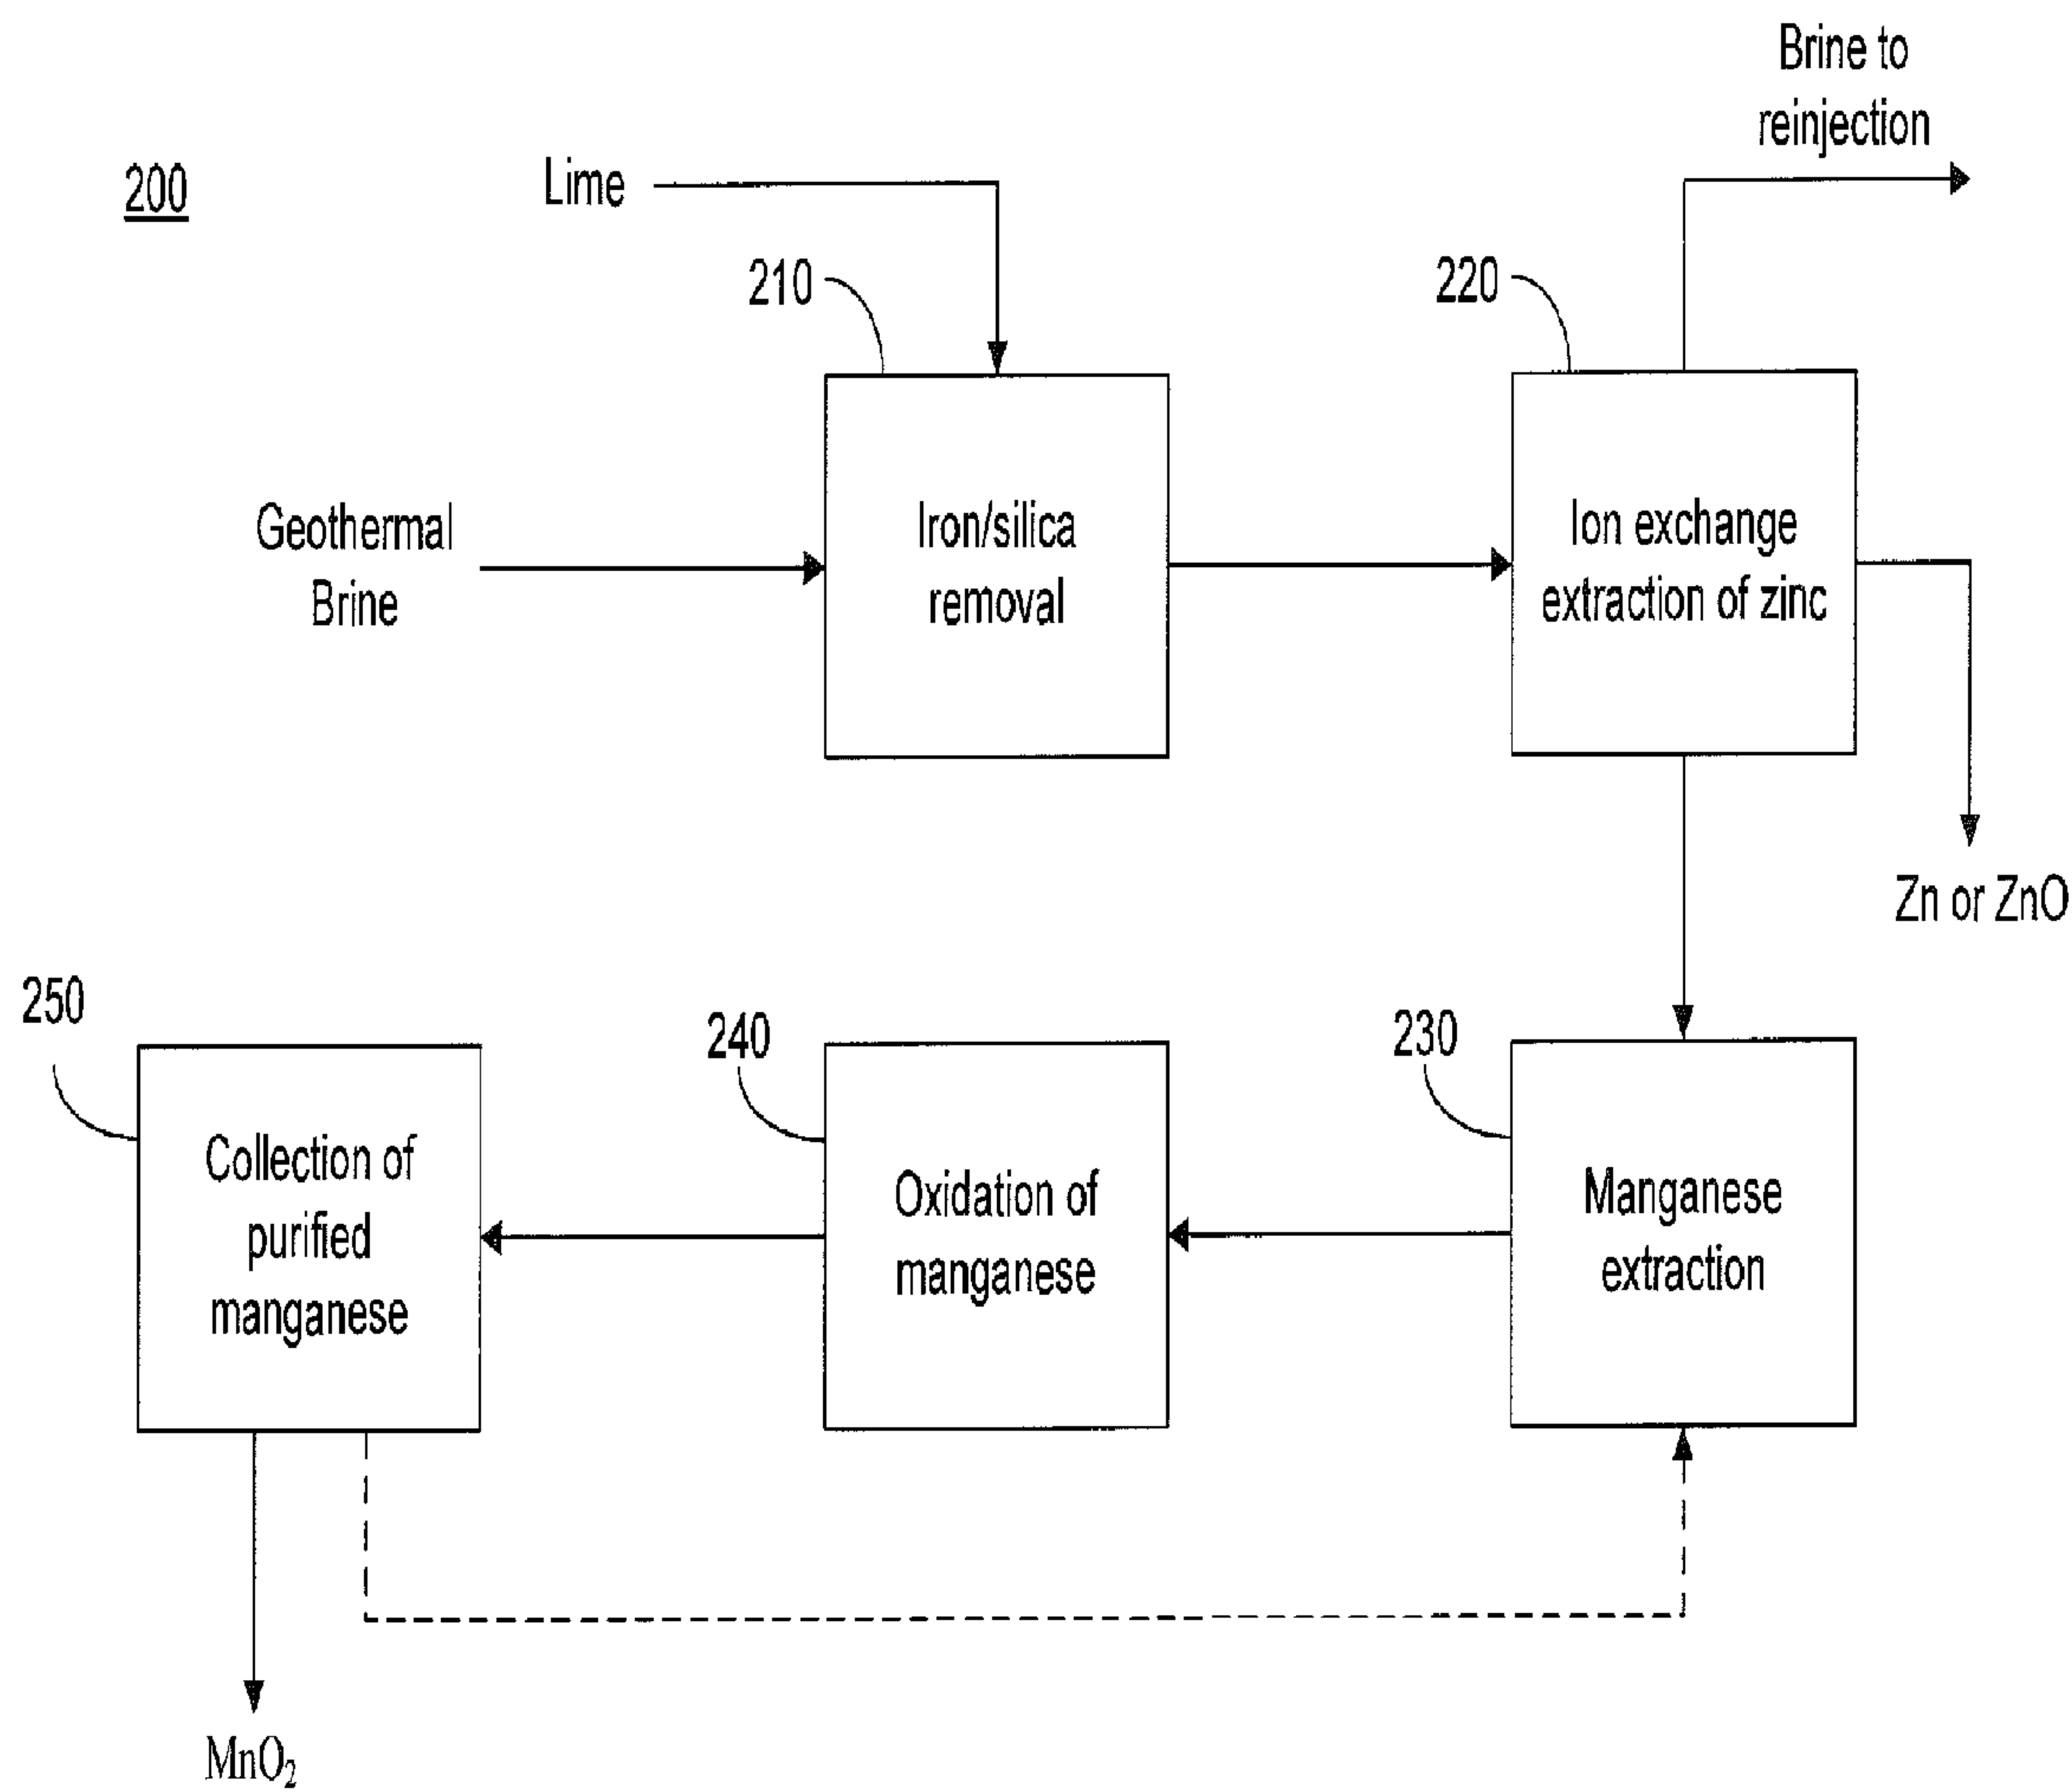 Brine to
reinjection
200
Lime
210
220
Geothermal
Brine
Iron/silica
removal
Ion exchange
extraction of zinc
Zn or ZnO
250
240
230
Collection of
purified
manganese
Oxidation of
manganese
Manganese
extraction
MnO₂